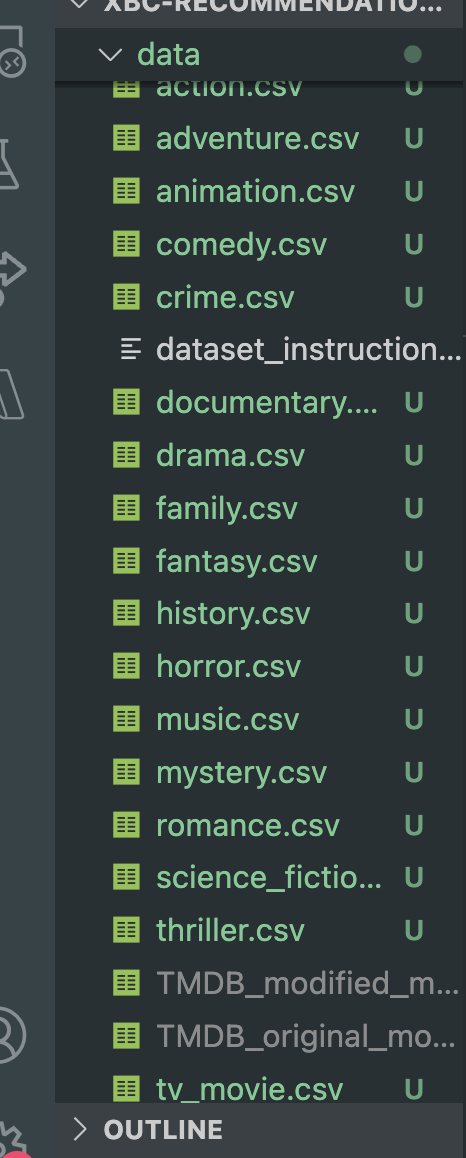 XBC-RECOMMENDATIO...
data
action.csv U
adventure.csv U
animation.csv U
comedy.csv U
crime.csv U
dataset_instruction...
documentary.... U
drama.csv U
family.csv U
fantasy.csv U
history.csv U
horror.csv U
music.csv U
mystery.csv U
romance.csv U
science_fictio... U
thriller.csv U
TMDB_modified_m...
TMDB_original_mo...
tv_movie.csv U
OUTLINE